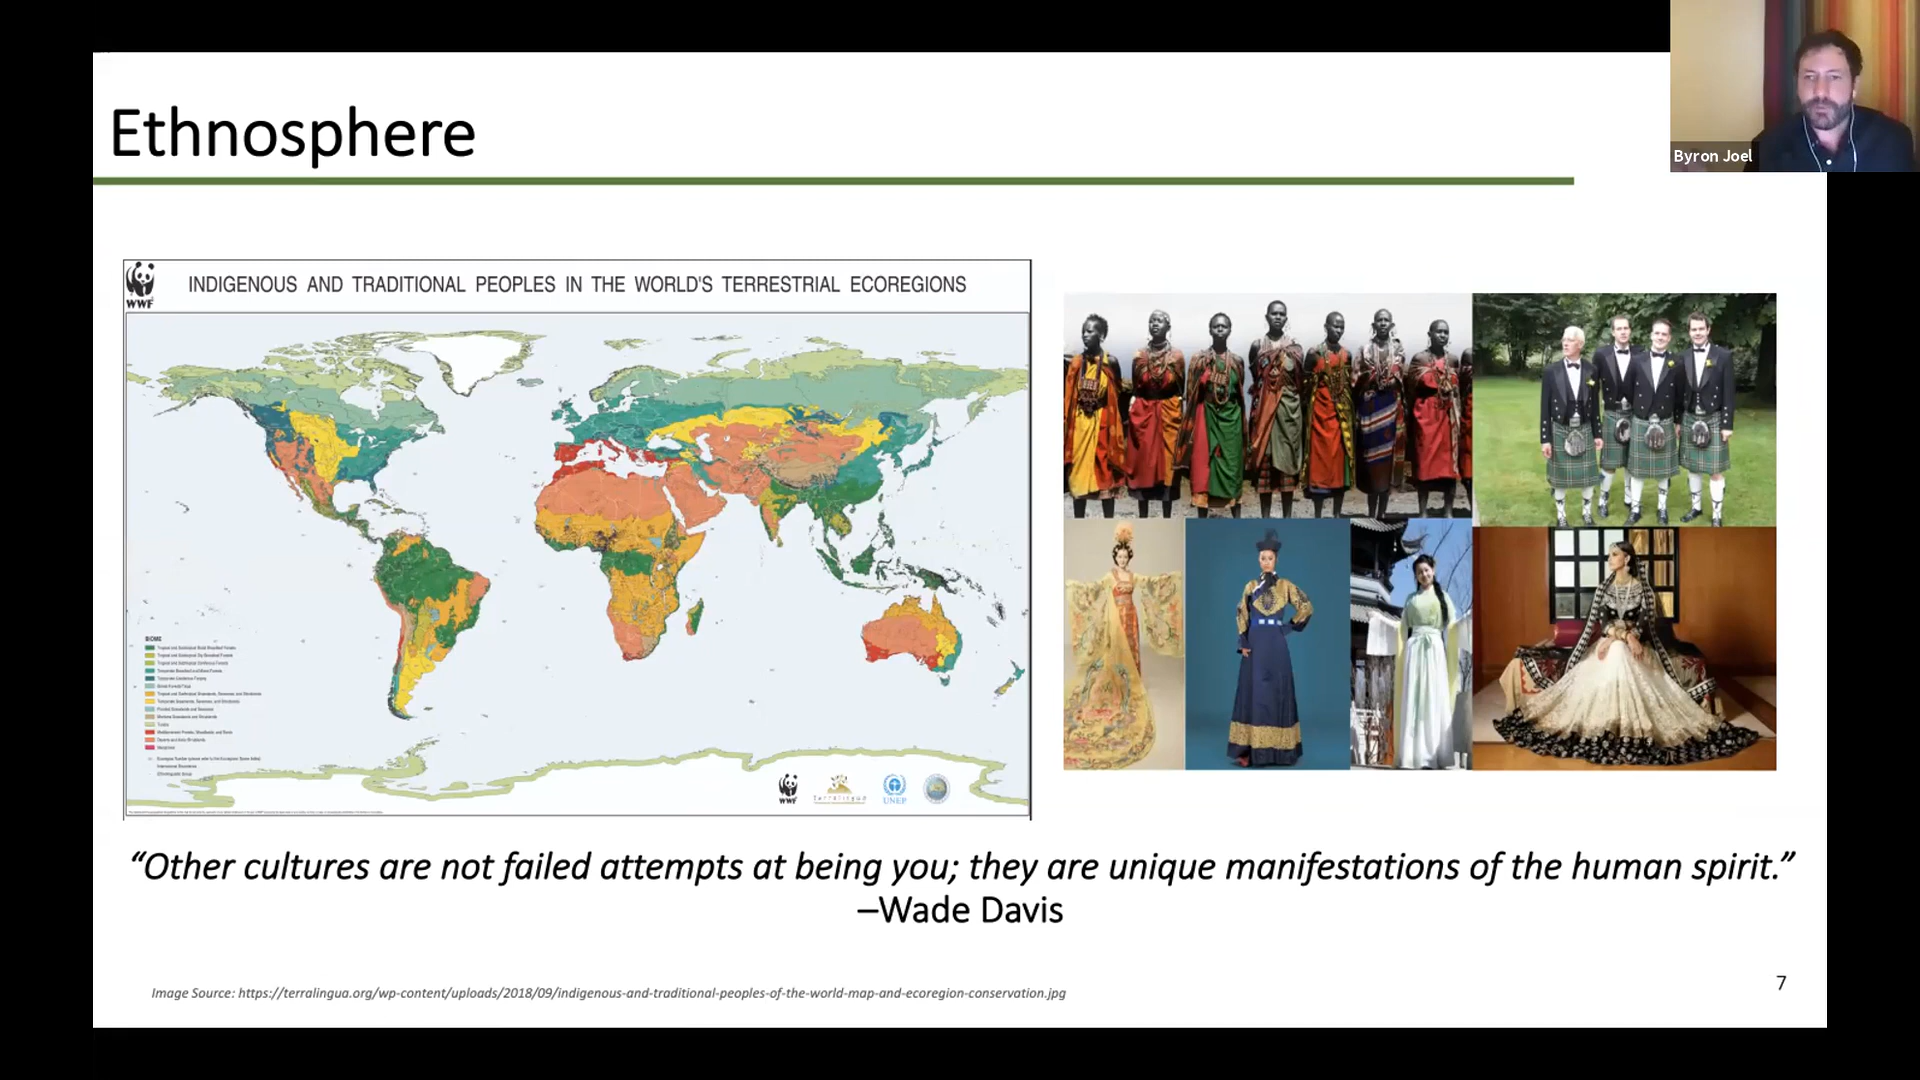 Ethnosphere
Byron Joel
WWF
INDIGENOUS AND TRADITIONAL PEOPLES IN THE WORLD'S TERRESTRIAL ECOREGIONS
BIOME
Tundra
WWF
Terralingua
UNEP
“Other cultures are not failed attempts at being you; they are unique manifestations of the human spirit.”
–Wade Davis
Image Source: https://terralingua.org/wp-content/uploads/2018/09/indigenous-and-traditional-peoples-of-the-world-map-and-ecoregion-conservation.jpg
7